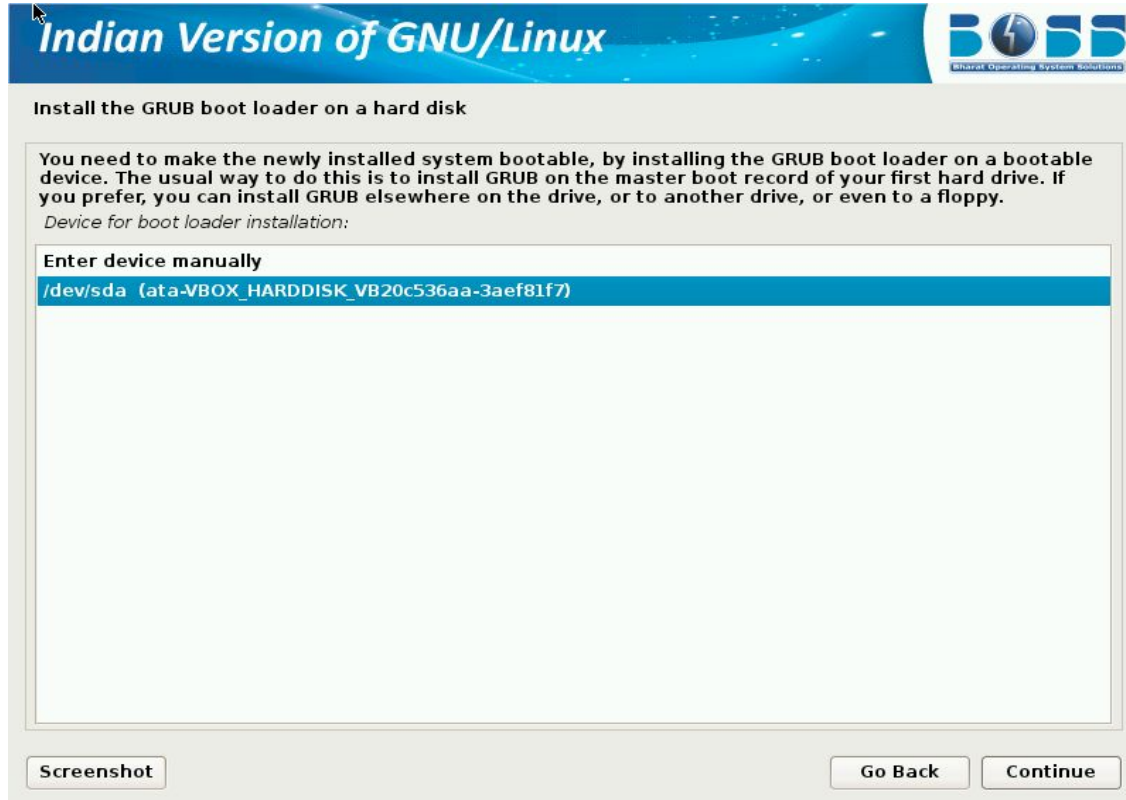 Indian Version of GNU/Linux
BOSS
Bharat Operating System Solutions
Install the GRUB boot loader on a hard disk
You need to make the newly installed system bootable, by installing the GRUB boot loader on a bootable
device. The usual way to do this is to install GRUB on the master boot record of your first hard drive. If
you prefer, you can install GRUB elsewhere on the drive, or to another drive, or even to a floppy.
Device for boot loader installation:
Enter device manually
/dev/sda (ata-VBOX_HARDDISK_VB20c536aa-3aef81f7)
Screenshot
Go Back
Continue